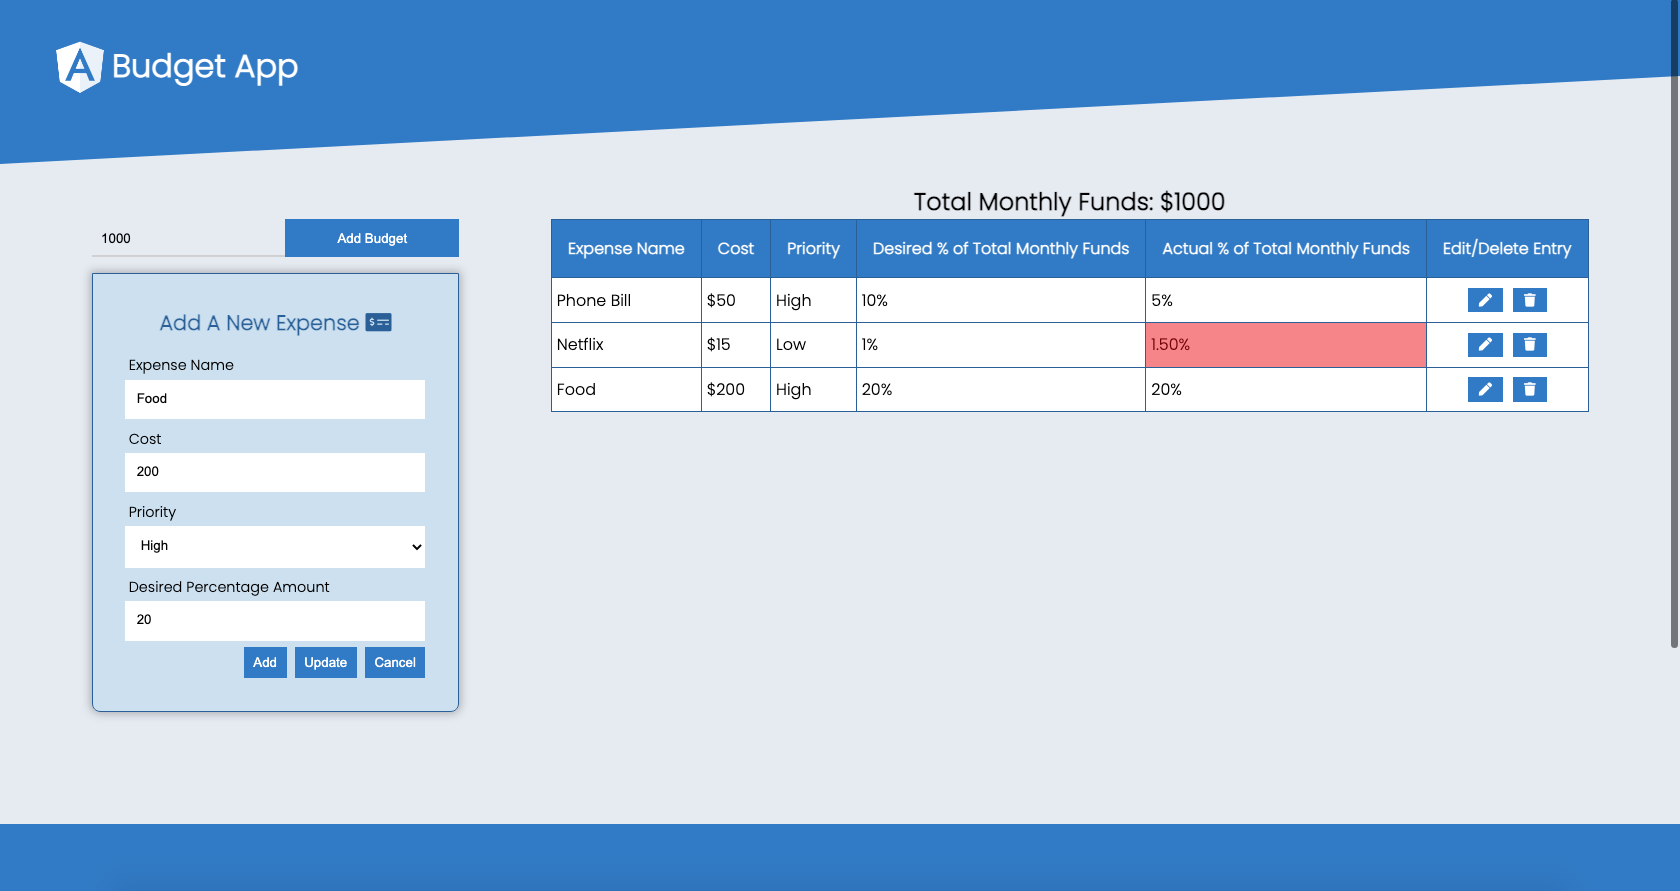 Budget App
Total Monthly Funds: $1000
1000
Add Budget
Add A New Expense
Expense Name
Food
Cost
200
Priority
High
Desired Percentage Amount
20
Add Update Cancel
Expense Name Cost Priority Desired % of Total Monthly Funds Actual % of Total Monthly Funds Edit/Delete Entry
Phone Bill $50 High 10% 5%
Netflix $15 Low 1% 1.50%
Food $200 High 20% 20%